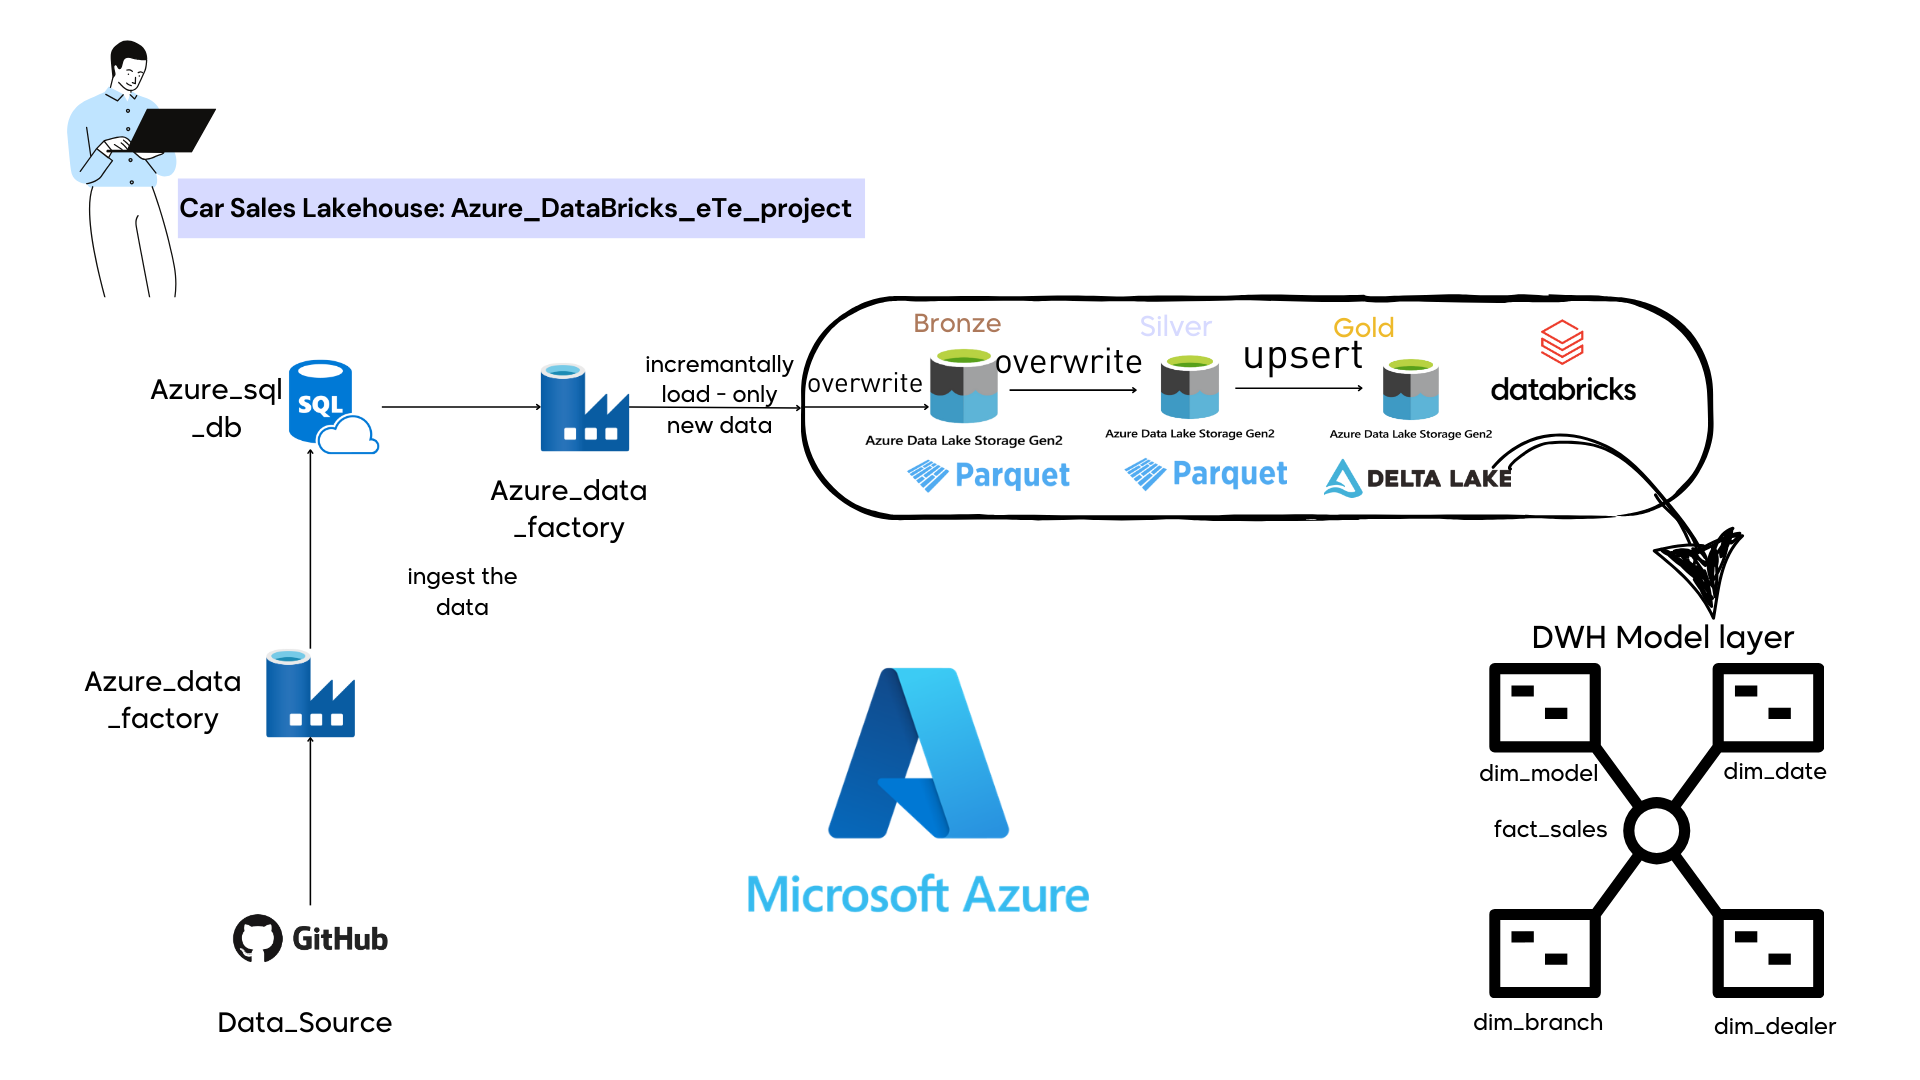 Car Sales Lakehouse: Azure_DataBricks_eTe_project
Azure_sql
_db
SQL
Azure_data
_factory
incremantally
load - only
new data
overwrite
Bronze
overwrite
Silver
upsert
Gold
databricks
Azure Data Lake Storage Gen2
Azure Data Lake Storage Gen2
Azure Data Lake Storage Gen2
Parquet
Parquet
DELTA LAKE
ingest the
data
Azure_data
_factory
GitHub
Data_Source
Microsoft Azure
DWH Model layer
dim_model
dim_date
fact_sales
dim_branch
dim_dealer